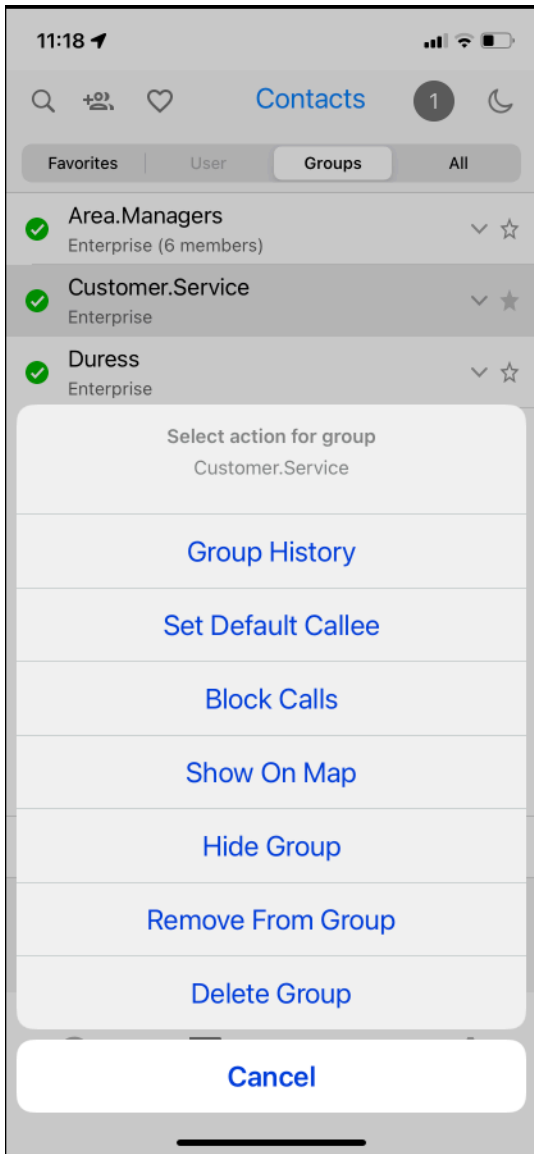 11:18
Contacts
1
Favorites
User
Groups
All
Area.Managers
Enterprise (6 members)
Customer.Service
Enterprise
Duress
Enterprise
Select action for group
Customer.Service
Group History
Set Default Callee
Block Calls
Show On Map
Hide Group
Remove From Group
Delete Group
Cancel